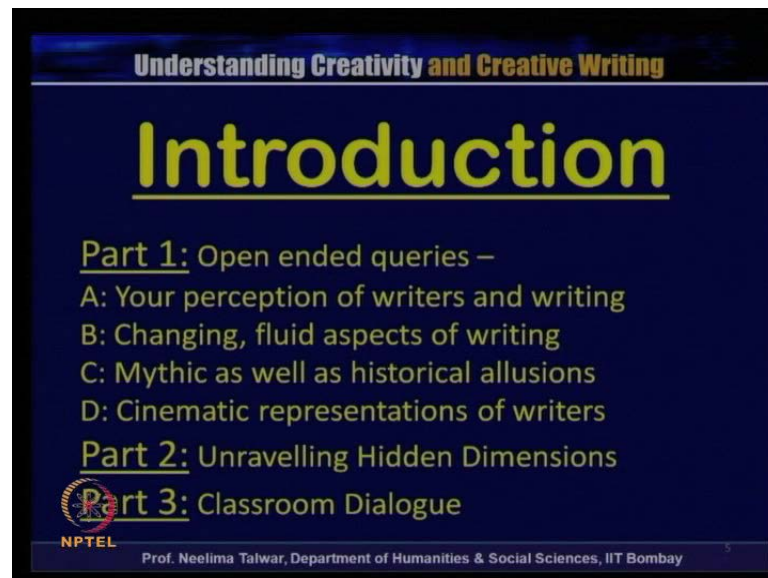 Understanding Creativity and Creative Writing
Introduction
Part 1: Open ended queries –
A: Your perception of writers and writing
B: Changing, fluid aspects of writing
C: Mythic as well as historical allusions
D: Cinematic representations of writers
Part 2: Unravelling Hidden Dimensions
Part 3: Classroom Dialogue
NPTEL
Prof. Neelima Talwar, Department of Humanities & Social Sciences, IIT Bombay
5